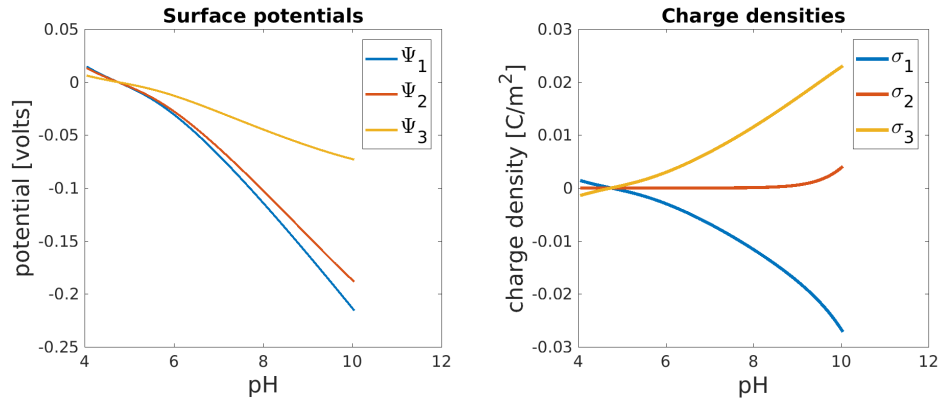 Surface potentials
0.05
0
-0.05
-0.1
-0.15
-0.2
-0.25
potential [volts]
4 6 8 10 12
pH
Ψ1
Ψ2
Ψ3
Charge densities
0.03
0.02
0.01
0
-0.01
-0.02
-0.03
charge density [C/m²]
4 6 8 10 12
pH
σ1
σ2
σ3